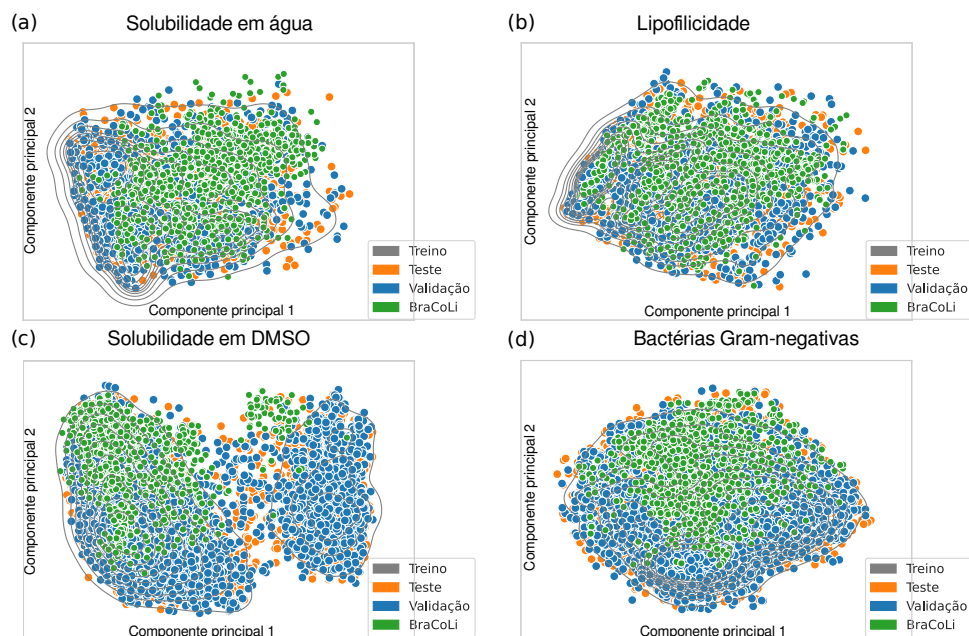 (a) Solubilidade em água
Componente principal 2
Componente principal 1
Treino
Teste
Validação
BraCoLi
(b) Lipofilicidade
Componente principal 2
Componente principal 1
Treino
Teste
Validação
BraCoLi
(c) Solubilidade em DMSO
Componente principal 2
Componente principal 1
Treino
Teste
Validação
BraCoLi
(d) Bactérias Gram-negativas
Componente principal 2
Componente principal 1
Treino
Teste
Validação
BraCoLi